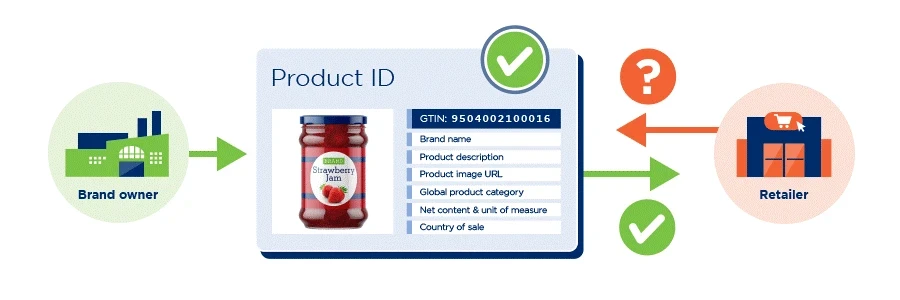 Product ID
GTIN: 9504002100016
Brand name
Product description
Product image URL
Global product category
Net content & unit of measure
Country of sale
BRAND
Strawberry
Jam
Brand owner
?
Retailer